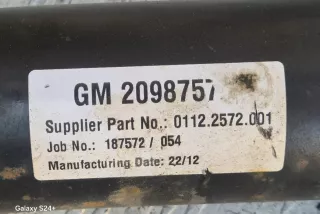 GM 2098757
Supplier Part No.: 0112.2572.001
Job No.: 187572 / 054
Manufacturing Date: 22/12
Galaxy S24+